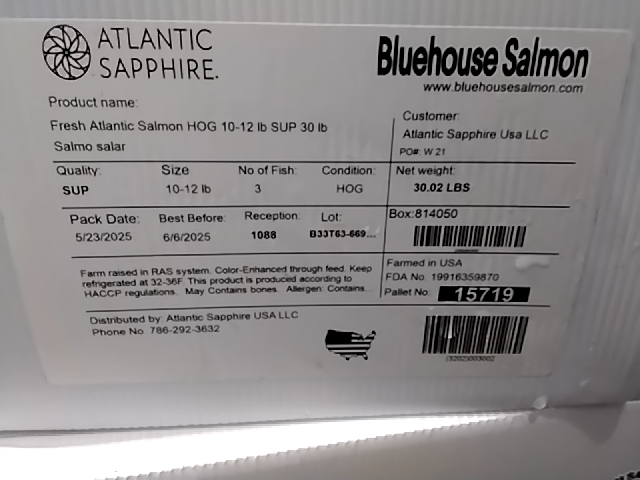 ATLANTIC
SAPPHIRE.
Bluehouse Salmon
www.bluehousesalmon.com
Product name:
Fresh Atlantic Salmon HOG 10-12 lb SUP 30 lb
Salmo salar
Customer:
Atlantic Sapphire Usa LLC
PO#: W 21
Quality: Size No of Fish: Condition:
SUP 10-12 lb 3 HOG
Net weight:
30.02 LBS
Pack Date: Best Before: Reception: Lot:
5/23/2025 6/6/2025 1088 B33T63-669...
Box:814050
Farm raised in RAS system. Color-Enhanced through feed. Keep
refrigerated at 32-36F. This product is produced according to
HACCP regulations. May Contains bones. Allergen: Contains...
Farmed in USA
FDA No. 19916359870
Pallet No: 15719
Distributed by: Atlantic Sapphire USA LLC
Phone No. 786-292-3632